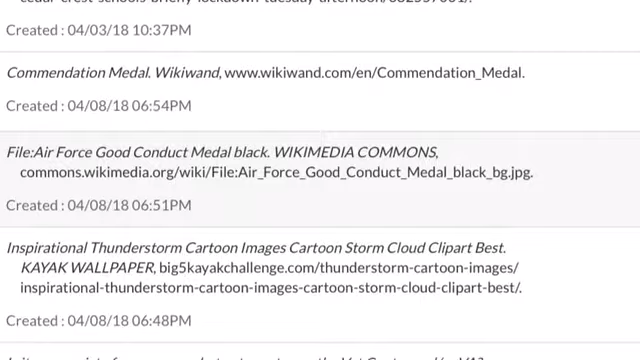 Created : 04/03/18 10:37PM
Commendation Medal. Wikiwand, www.wikiwand.com/en/Commendation_Medal.
Created : 04/08/18 06:54PM
File:Air Force Good Conduct Medal black. WIKIMEDIA COMMONS,
commons.wikimedia.org/wiki/File:Air_Force_Good_Conduct_Medal_black_bg.jpg.
Created : 04/08/18 06:51PM
Inspirational Thunderstorm Cartoon Images Cartoon Storm Cloud Clipart Best.
KAYAK WALLPAPER, big5kayakchallenge.com/thunderstorm-cartoon-images/
inspirational-thunderstorm-cartoon-images-cartoon-storm-cloud-clipart-best/.
Created : 04/08/18 06:48PM